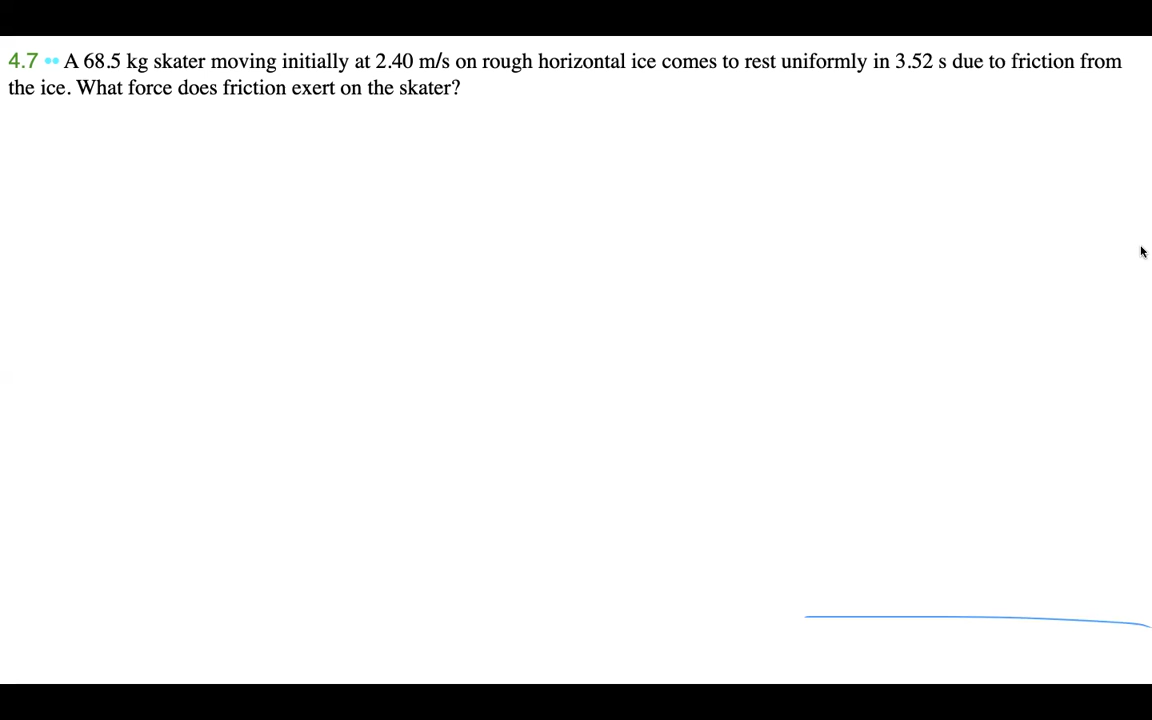 4.7 •• A 68.5 kg skater moving initially at 2.40 m/s on rough horizontal ice comes to rest uniformly in 3.52 s due to friction from
the ice. What force does friction exert on the skater?